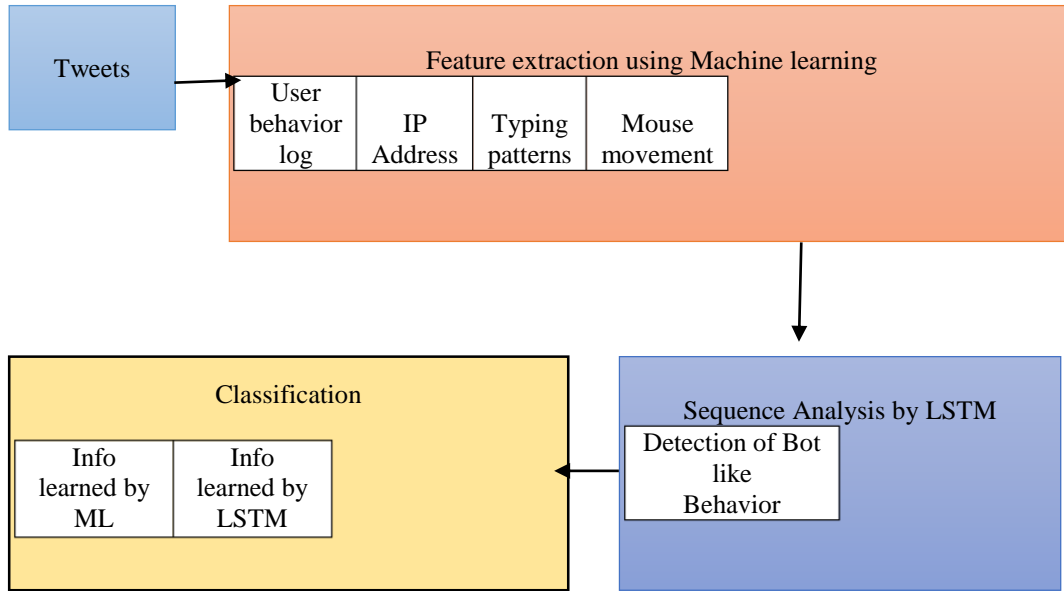 Tweets
Feature extraction using Machine learning
User
behavior
log
IP
Address
Typing
patterns
Mouse
movement
Classification
Info
learned by
ML
Info
learned by
LSTM
Sequence Analysis by LSTM
Detection of Bot
like
Behavior